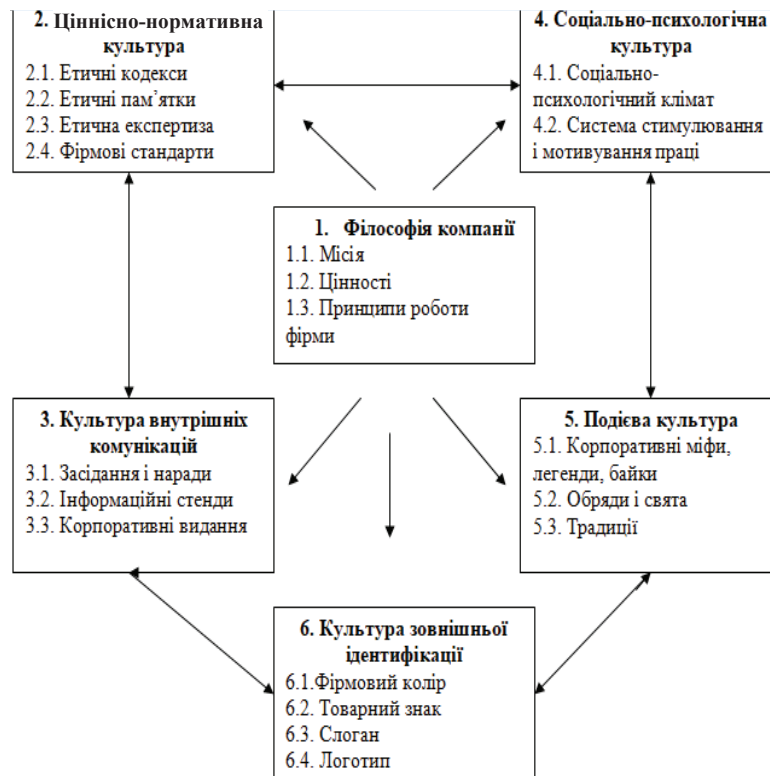 2. Ціннісно-нормативна
культура
2.1. Етичні кодекси
2.2. Етичні пам’ятки
2.3. Етична експертиза
2.4. Фірмові стандарти
4. Соціально-психологічна
культура
4.1. Соціально-
психологічний клімат
4.2. Система стимулювання
і мотивування праці
1. Філософія компанії
1.1. Місія
1.2. Цінності
1.3. Принципи роботи
фірми
3. Культура внутрішніх
комунікацій
3.1. Засідання і наради
3.2. Інформаційні стенди
3.3. Корпоративні видання
5. Подієва культура
5.1. Корпоративні міфи,
легенди, байки
5.2. Обряди і свята
5.3. Традиції
6. Культура зовнішньої
ідентифікації
6.1.Фірмовий колір
6.2. Товарний знак
6.3. Слоган
6.4. Логотип